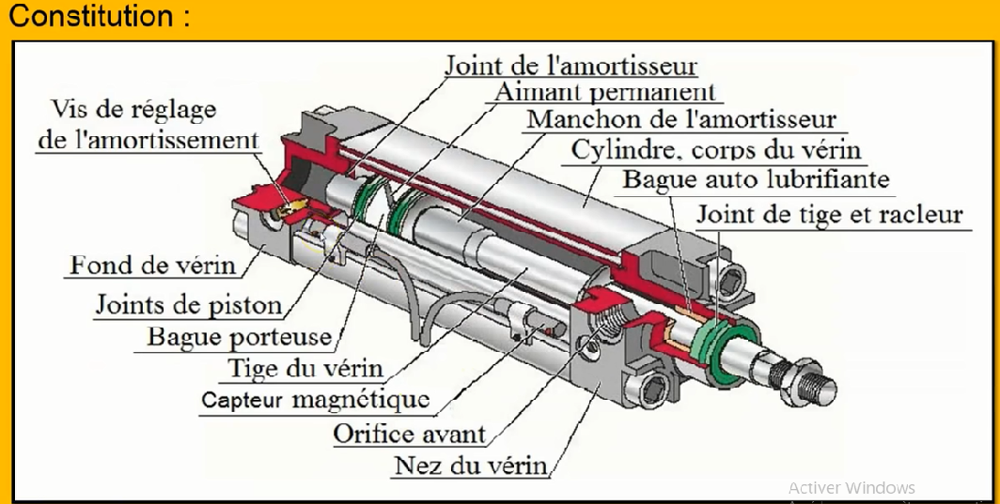 Constitution :
Joint de l'amortisseur
Aimant permanent
Vis de réglage
de l'amortissement
Manchon de l'amortisseur
Cylindre, corps du vérin
Bague auto lubrifiante
Joint de tige et racleur
Fond de vérin
Joints de piston
Bague porteuse
Tige du vérin
Capteur magnétique
Orifice avant
Nez du vérin
Activer Windows